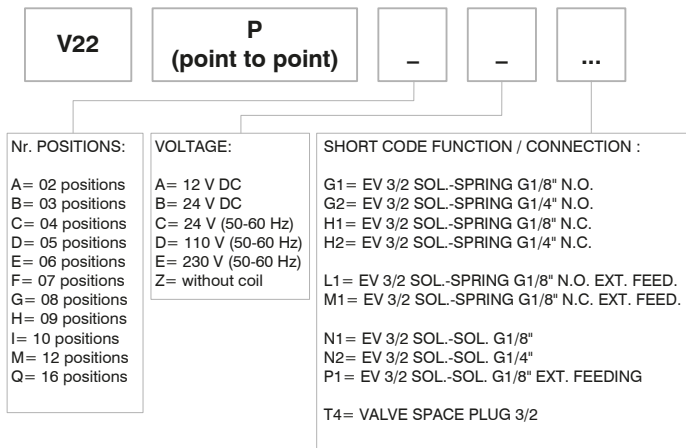 V22
P
(point to point)
_
_
...
Nr. POSITIONS:
A= 02 positions
B= 03 positions
C= 04 positions
D= 05 positions
E= 06 positions
F= 07 positions
G= 08 positions
H= 09 positions
I= 10 positions
M= 12 positions
Q= 16 positions
VOLTAGE:
A= 12 V DC
B= 24 V DC
C= 24 V (50-60 Hz)
D= 110 V (50-60 Hz)
E= 230 V (50-60 Hz)
Z= without coil
SHORT CODE FUNCTION / CONNECTION :
G1= EV 3/2 SOL.-SPRING G1/8" N.O.
G2= EV 3/2 SOL.-SPRING G1/4" N.O.
H1= EV 3/2 SOL.-SPRING G1/8" N.C.
H2= EV 3/2 SOL.-SPRING G1/4" N.C.
L1= EV 3/2 SOL.-SPRING G1/8" N.O. EXT. FEED.
M1= EV 3/2 SOL.-SPRING G1/8" N.C. EXT. FEED.
N1= EV 3/2 SOL.-SOL. G1/8"
N2= EV 3/2 SOL.-SOL. G1/4"
P1= EV 3/2 SOL.-SOL. G1/8" EXT. FEEDING
T4= VALVE SPACE PLUG 3/2